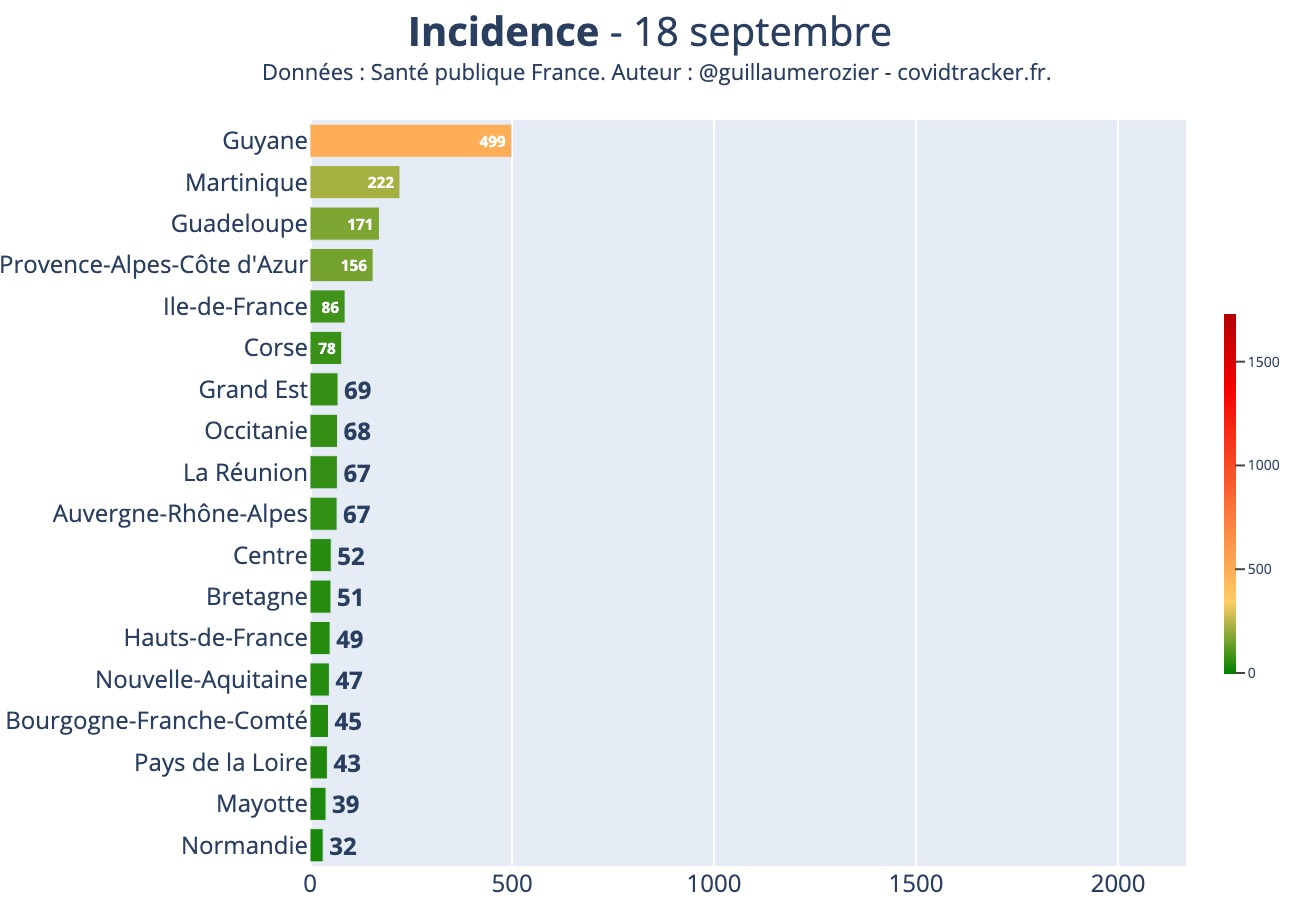 Incidence - 18 septembre
Données : Santé publique France. Auteur : @guillaumerozier - covidtracker.fr.
Guyane 499
Martinique 222
Guadeloupe 171
Provence-Alpes-Côte d'Azur 156
Ile-de-France 86
Corse 78
Grand Est 69
Occitanie 68
La Réunion 67
Auvergne-Rhône-Alpes 67
Centre 52
Bretagne 51
Hauts-de-France 49
Nouvelle-Aquitaine 47
Bourgogne-Franche-Comté 45
Pays de la Loire 43
Mayotte 39
Normandie 32
0 500 1000 1500 2000
1500
1000
500
0